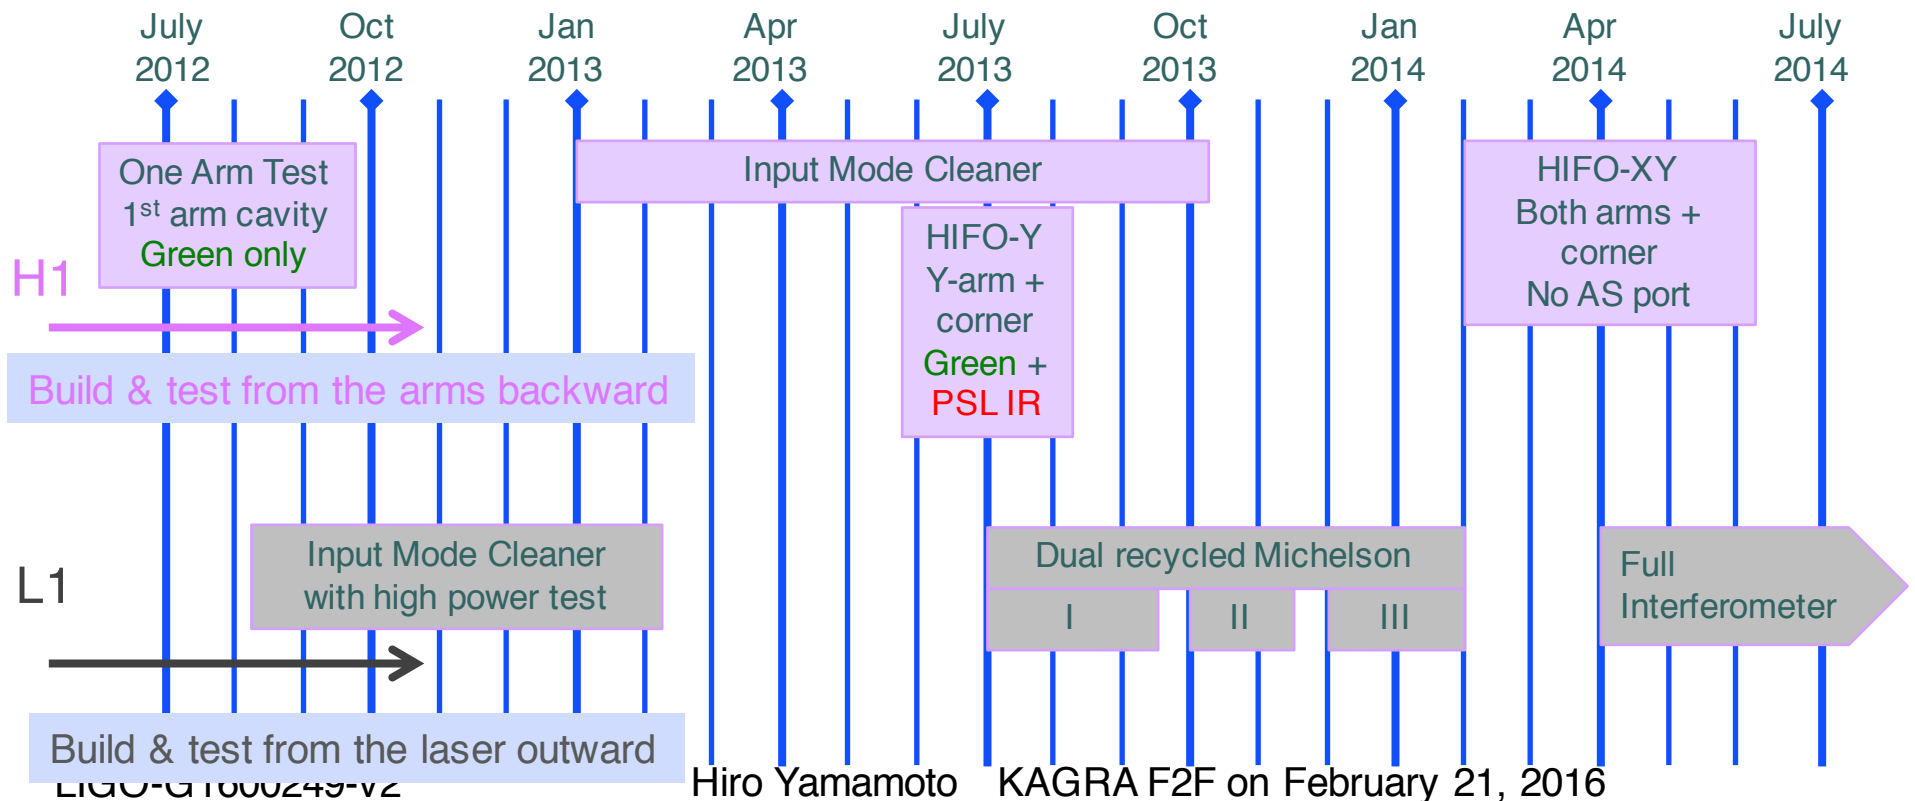 July Oct Jan Apr July Oct Jan Apr July
2012 2012 2013 2013 2013 2013 2014 2014 2014
One Arm Test
1st arm cavity
Green only
Input Mode Cleaner
HIFO-Y
Y-arm +
corner
Green +
PSL IR
HIFO-XY
Both arms +
corner
No AS port
H1
Build & test from the arms backward
Input Mode Cleaner
with high power test
Dual recycled Michelson
I II III
Full
Interferometer
L1
Build & test from the laser outward
LIGO-G1600249-v2 Hiro Yamamoto KAGRA F2F on February 21, 2016